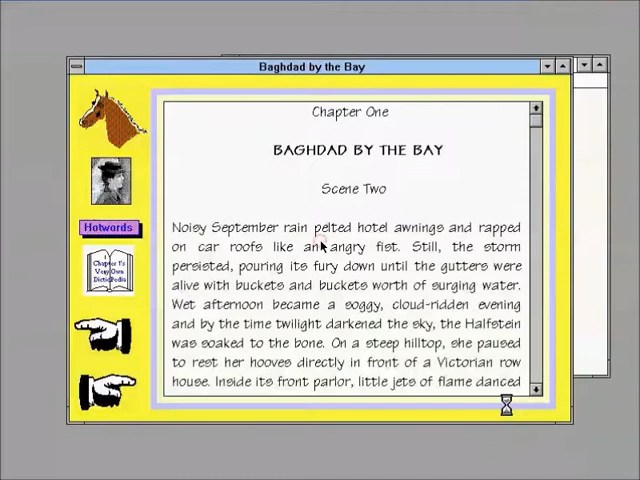 Baghdad by the Bay
Chapter One
BAGHDAD BY THE BAY
Scene Two
Noisy September rain pelted hotel awnings and rapped
on car roofs like an angry fist. Still, the storm
persisted, pouring its fury down until the gutters were
alive with buckets and buckets worth of surging water.
Wet afternoon became a soggy, cloud-ridden evening
and by the time twilight darkened the sky, the Halfstein
was soaked to the bone. On a steep hilltop, she paused
to rest her hooves directly in front of a Victorian row
house. Inside its front parlor, little jets of flame danced
Hotwords
Chapter 1's
Very Own
DictiPedia